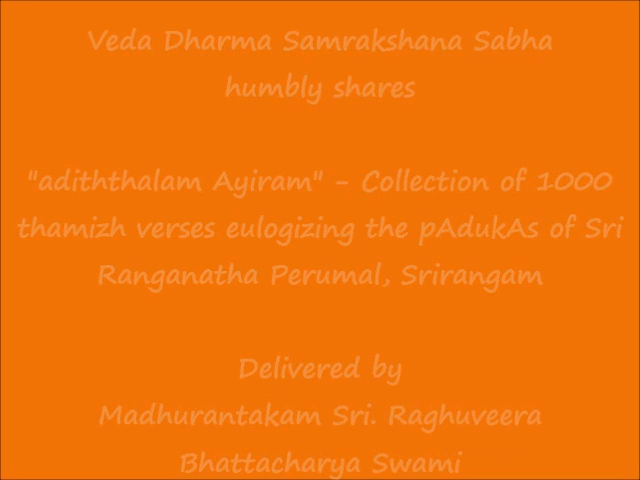 Veda Dharma Samrakshana Sabha
humbly shares
"adiththalam Ayiram" - Collection of 1000
thamizh verses eulogizing the pAdukAs of Sri
Ranganatha Perumal, Srirangam
Delivered by
Madhurantakam Sri. Raghuveera
Bhattacharya Swami